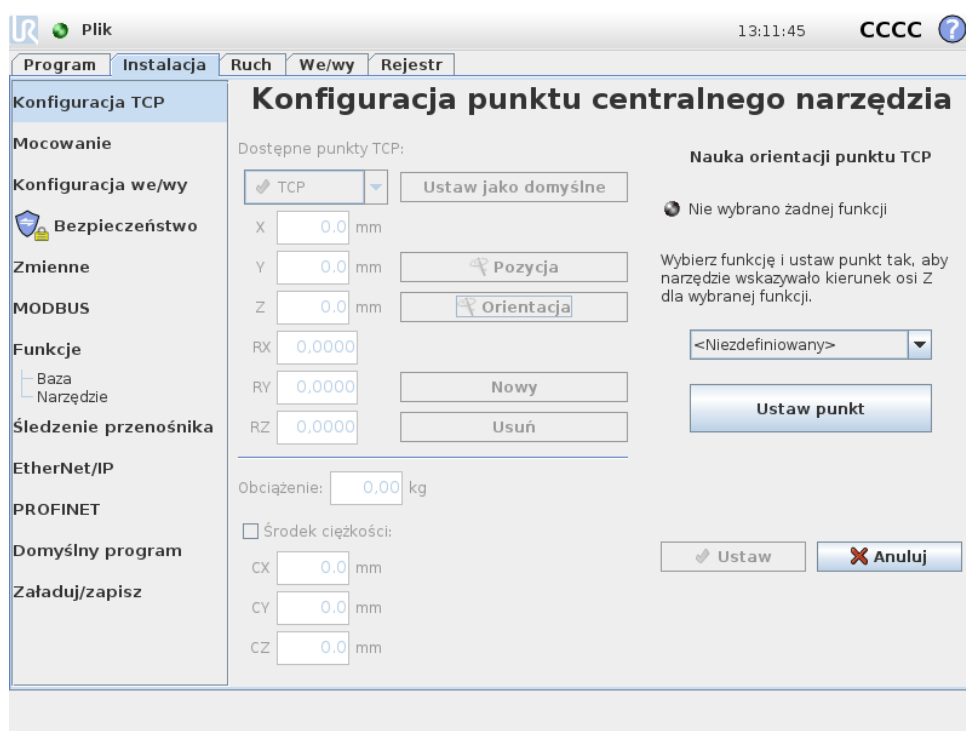 UR Plik 13:11:45 CCCC ?
Program Instalacja Ruch We/wy Rejestr
Konfiguracja TCP
Mocowanie
Konfiguracja we/wy
Bezpieczeństwo
Zmienne
MODBUS
Funkcje
Baza
Narzędzie
Śledzenie przenośnika
EtherNet/IP
PROFINET
Domyślny program
Załaduj/zapisz
Konfiguracja punktu centralnego narzędzia
Dostępne punkty TCP:
TCP Ustaw jako domyślne
X 0.0 mm
Y 0.0 mm Pozycja
Z 0.0 mm Orientacja
RX 0,0000
RY 0,0000 Nowy
RZ 0,0000 Usuń
Obciążenie: 0,00 kg
Środek ciężkości:
CX 0.0 mm
CY 0.0 mm
CZ 0.0 mm
Nauka orientacji punktu TCP
Nie wybrano żadnej funkcji
Wybierz funkcję i ustaw punkt tak, aby
narzędzie wskazywało kierunek osi Z
dla wybranej funkcji.
<Niezdefiniowany>
Ustaw punkt
Ustaw Anuluj